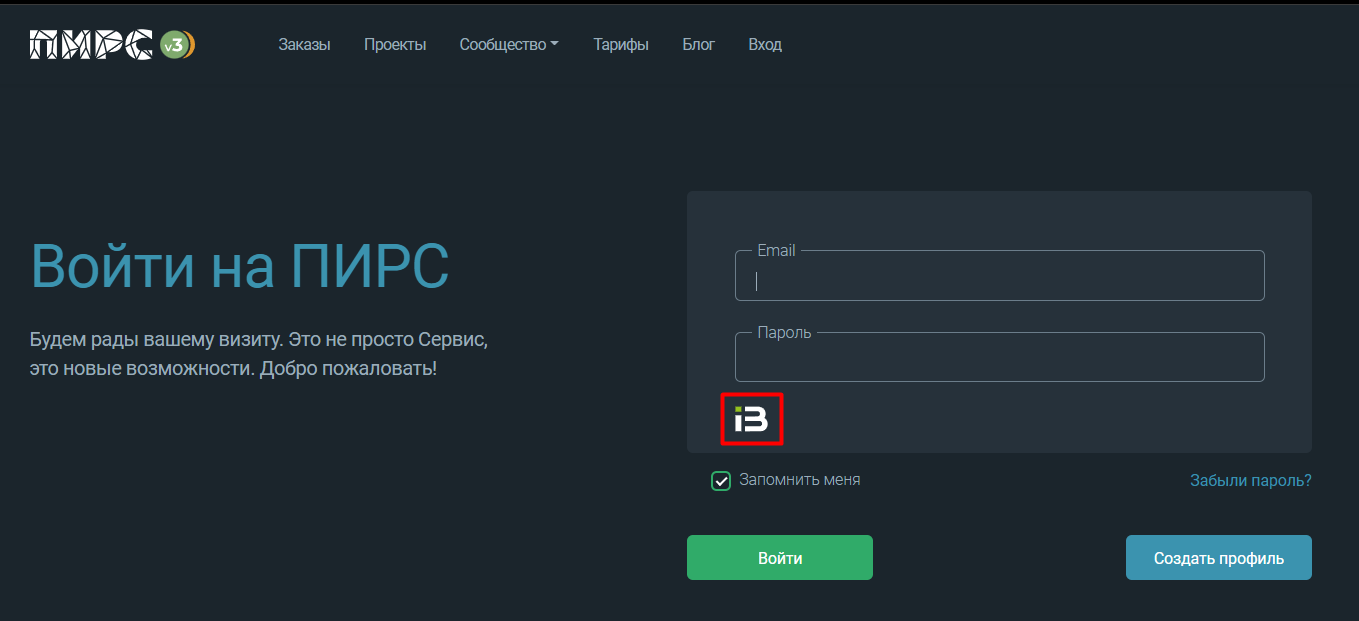 ПИРС v3
Заказы Проекты Сообщество Тарифы Блог Вход
Войти на ПИРС
Будем рады вашему визиту. Это не просто Сервис,
это новые возможности. Добро пожаловать!
Email
Пароль
iB
Запомнить меня
Забыли пароль?
Войти
Создать профиль